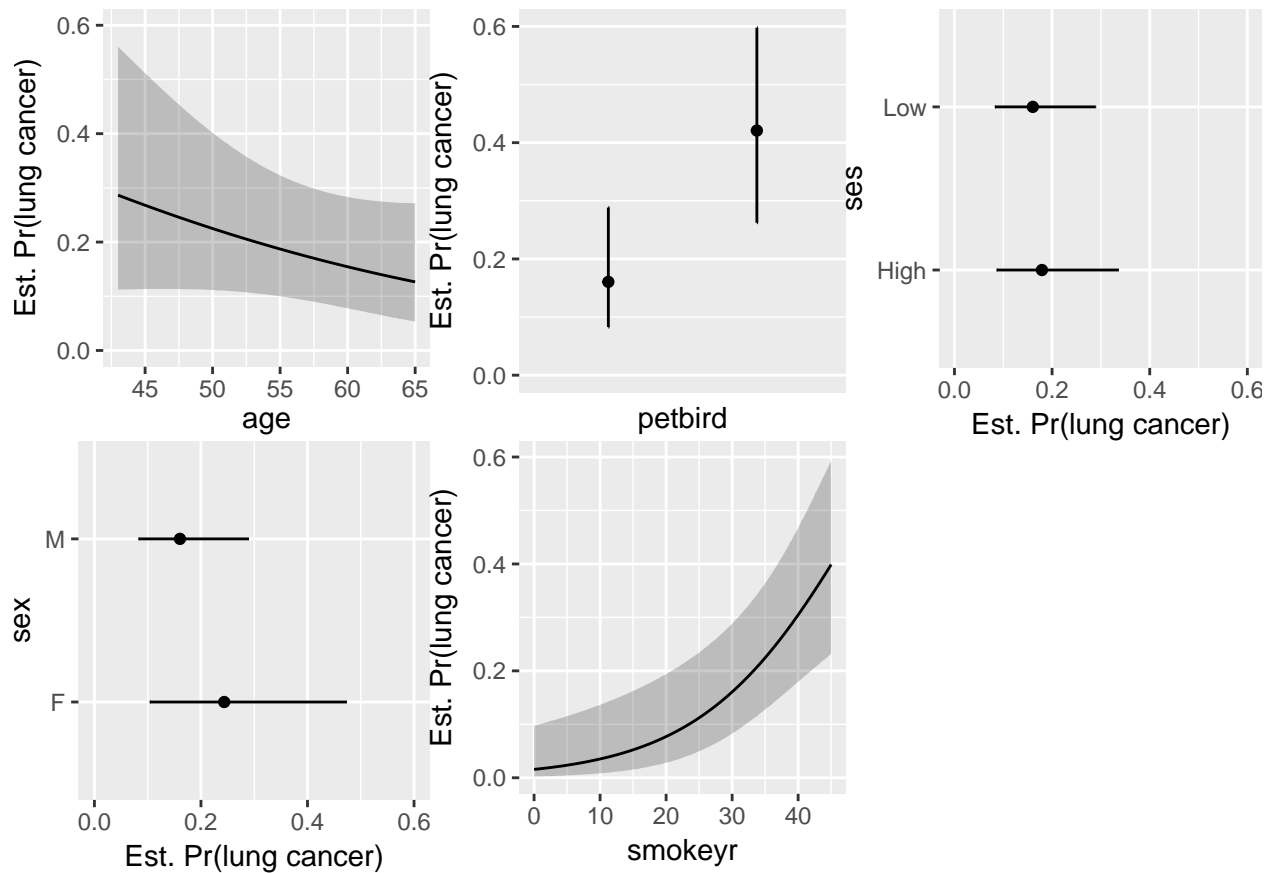 0.6
0.4
0.2
0.0
Est. Pr(lung cancer)
45 50 55 60 65
age
0.6
0.4
0.2
0.0
Est. Pr(lung cancer)
petbird
ses
Low
High
0.0 0.2 0.4 0.6
Est. Pr(lung cancer)
sex
M
F
0.0 0.2 0.4 0.6
Est. Pr(lung cancer)
0.6
0.4
0.2
0.0
Est. Pr(lung cancer)
0 10 20 30 40
smokeyr